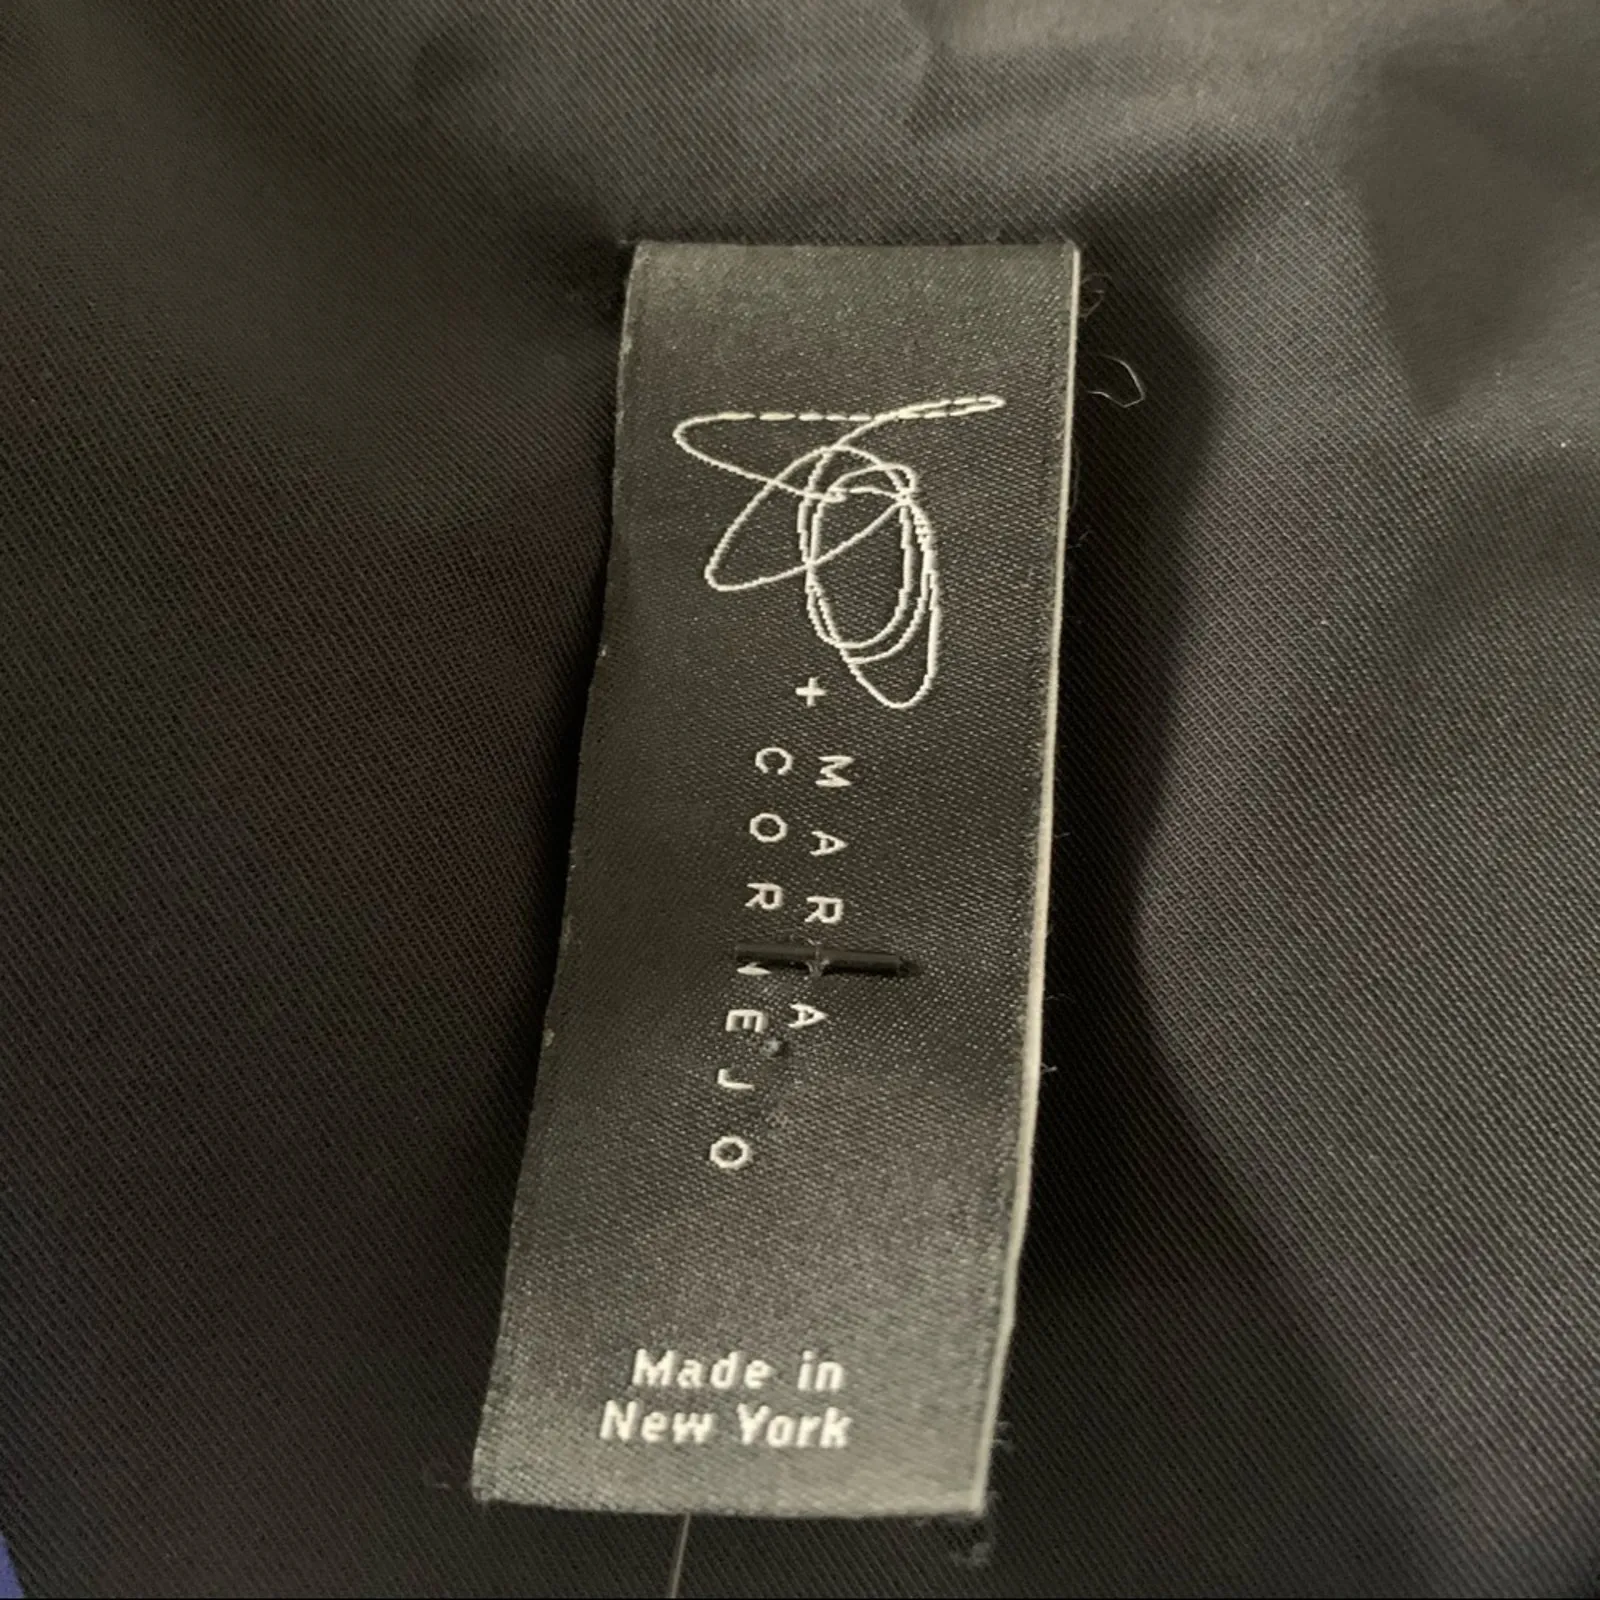 + MARIA
CORNEJO
Made in
New York